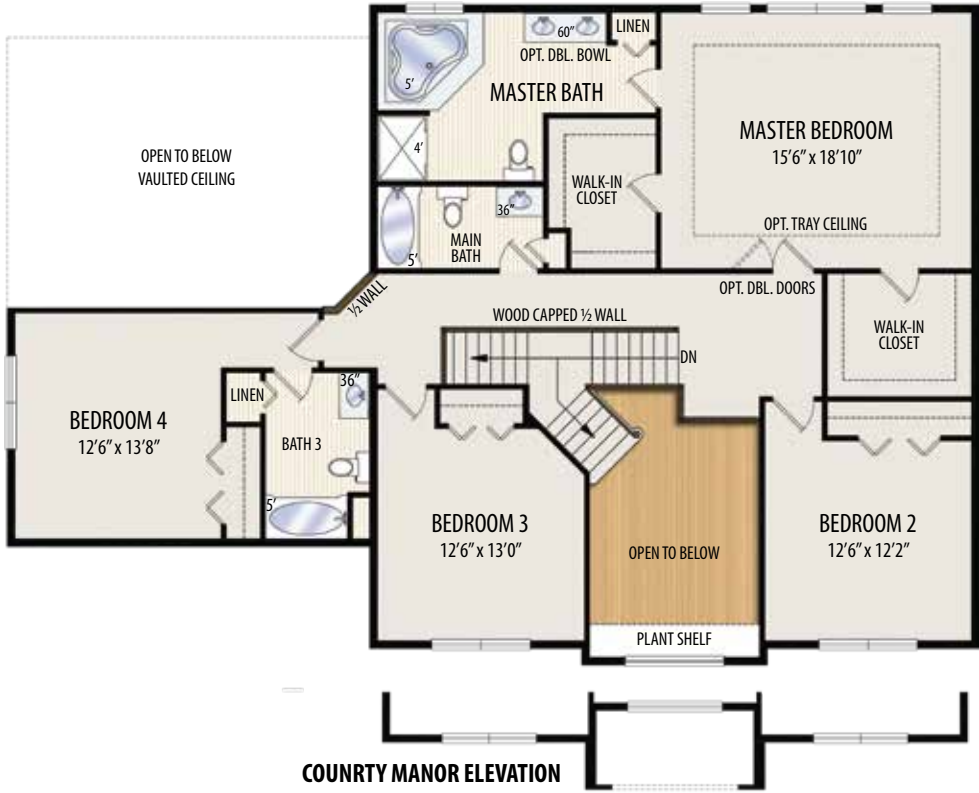 60"
LINEN
OPT. DBL. BOWL
5'
MASTER BATH
4'
MASTER BEDROOM
15'6" x 18'10"
OPEN TO BELOW
VAULTED CEILING
WALK-IN
CLOSET
36"
MAIN
BATH
5'
OPT. TRAY CEILING
½ WALL
OPT. DBL. DOORS
WOOD CAPPED ½ WALL
DN
WALK-IN
CLOSET
36"
LINEN
BEDROOM 4
12'6" x 13'8"
BATH 3
5'
BEDROOM 3
12'6" x 13'0"
OPEN TO BELOW
BEDROOM 2
12'6" x 12'2"
PLANT SHELF
COUNRTY MANOR ELEVATION